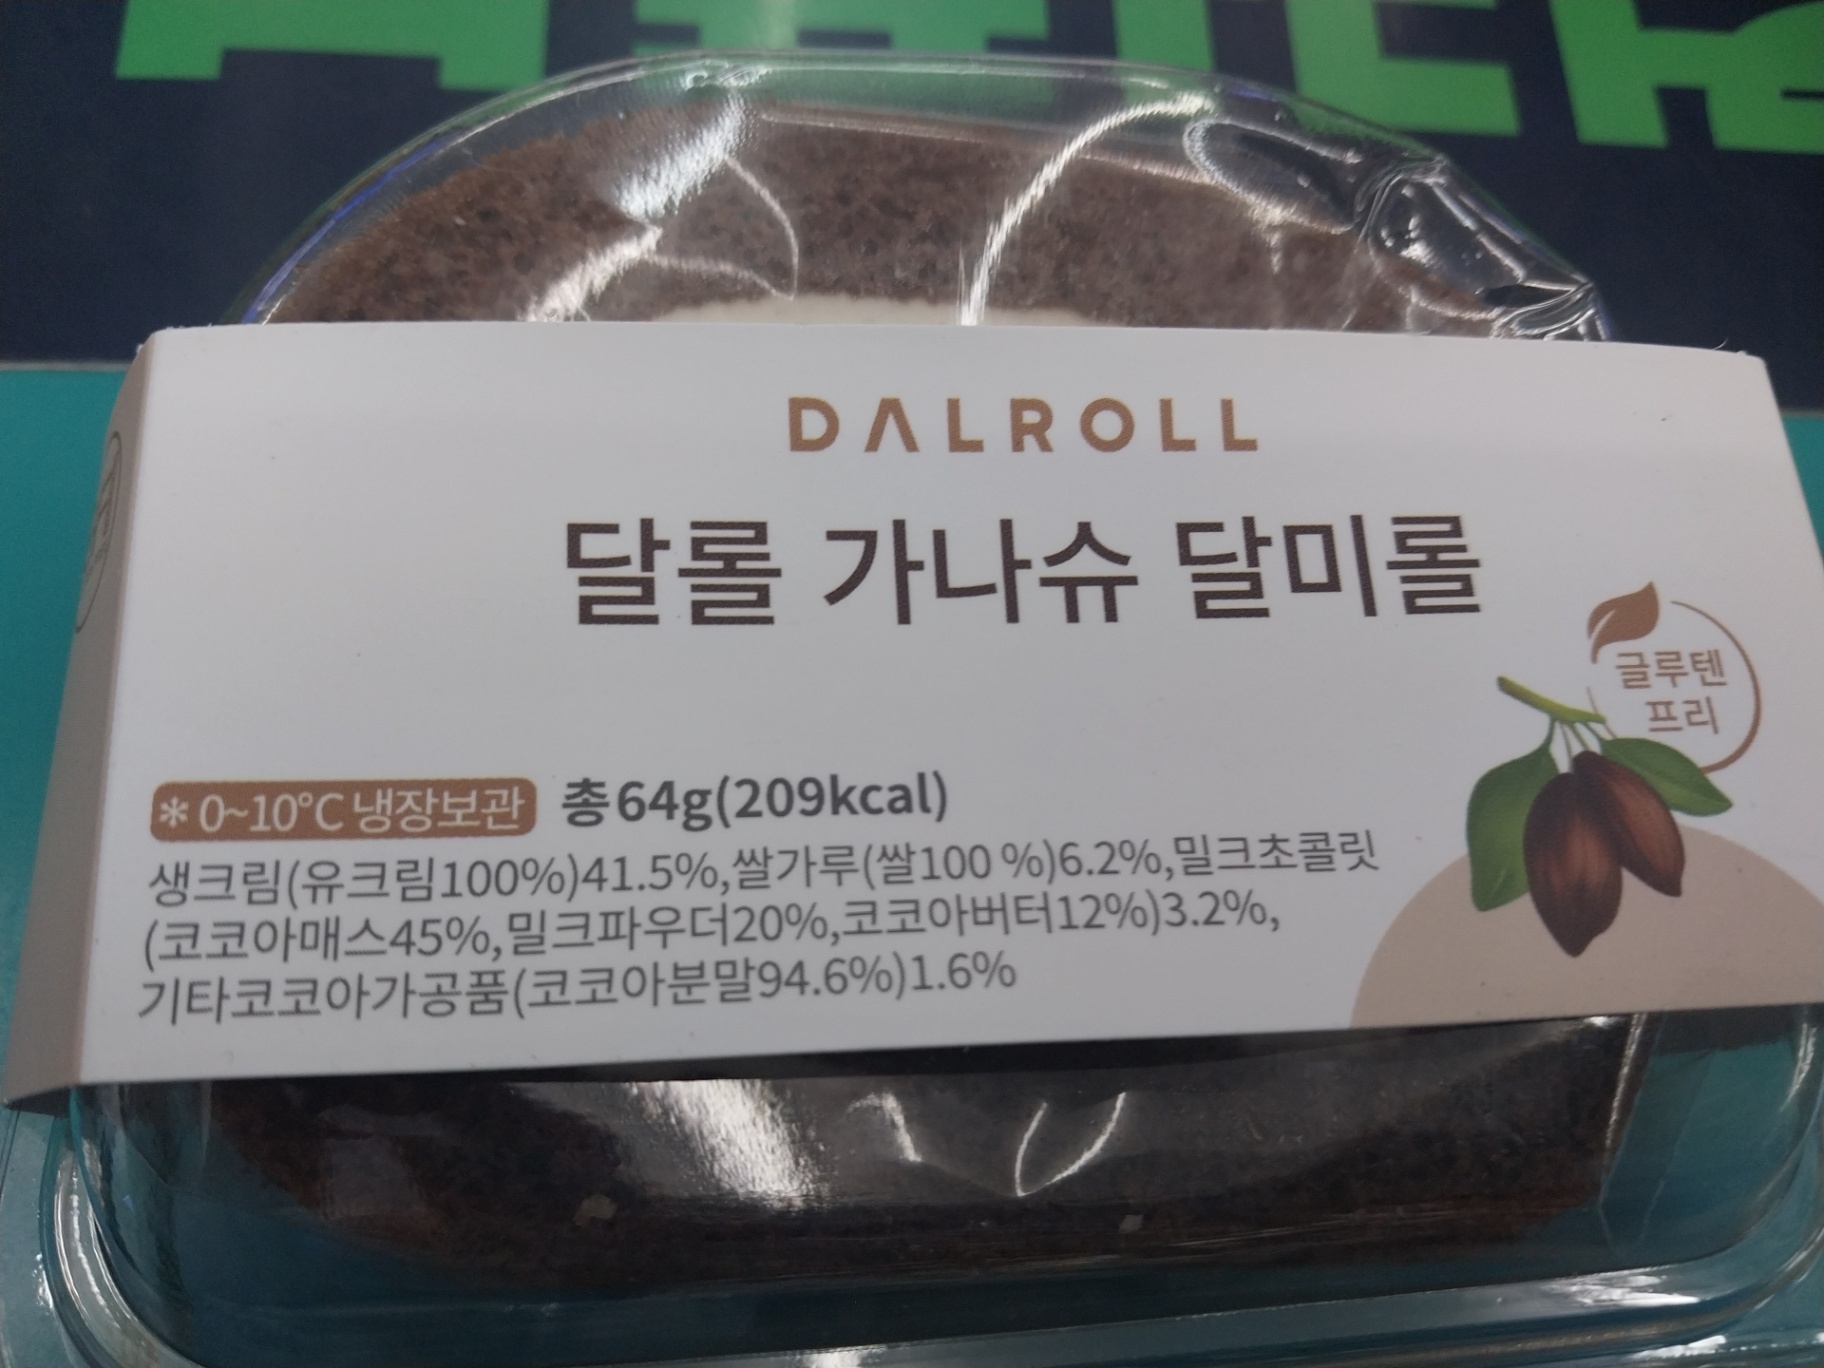 DALROLL
달롤 가나슈 달미롤
글루텐
프리
* 0~10°C 냉장보관 총 64g(209kcal)
생크림(유크림100%)41.5%,쌀가루(쌀100 %)6.2%,밀크초콜릿
(코코아매스45%,밀크파우더20%,코코아버터12%)3.2%,
기타코코아가공품(코코아분말94.6%)1.6%